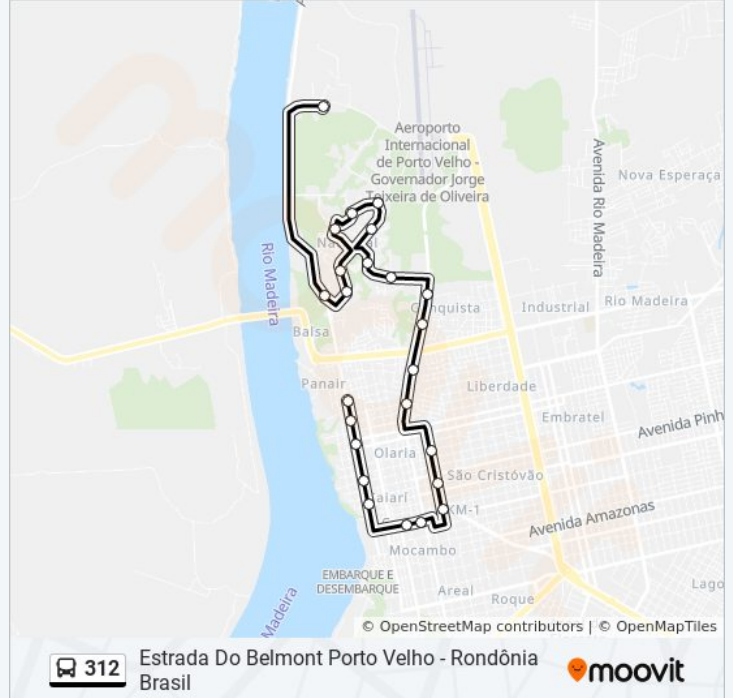 Aeroporto
Internacional
de Porto Velho -
Governador Jorge
Teixeira de Oliveira
Avenida Rio Madeira
Nova Esperaça
Rio Madeira
Industrial
Rio Madeira
Balsa
Panair
Liberdade
Embratel
Avenida Pinh
Olaria
São Cristóvão
KM-1
Avenida Amazonas
Mocambo
EMBARQUE E
DESEMBARQUE
Areal
Roque
Lago
Madeira
© OpenStreetMap contributors | © OpenMapTiles
312
Estrada Do Belmont Porto Velho - Rondônia
Brasil
moovit